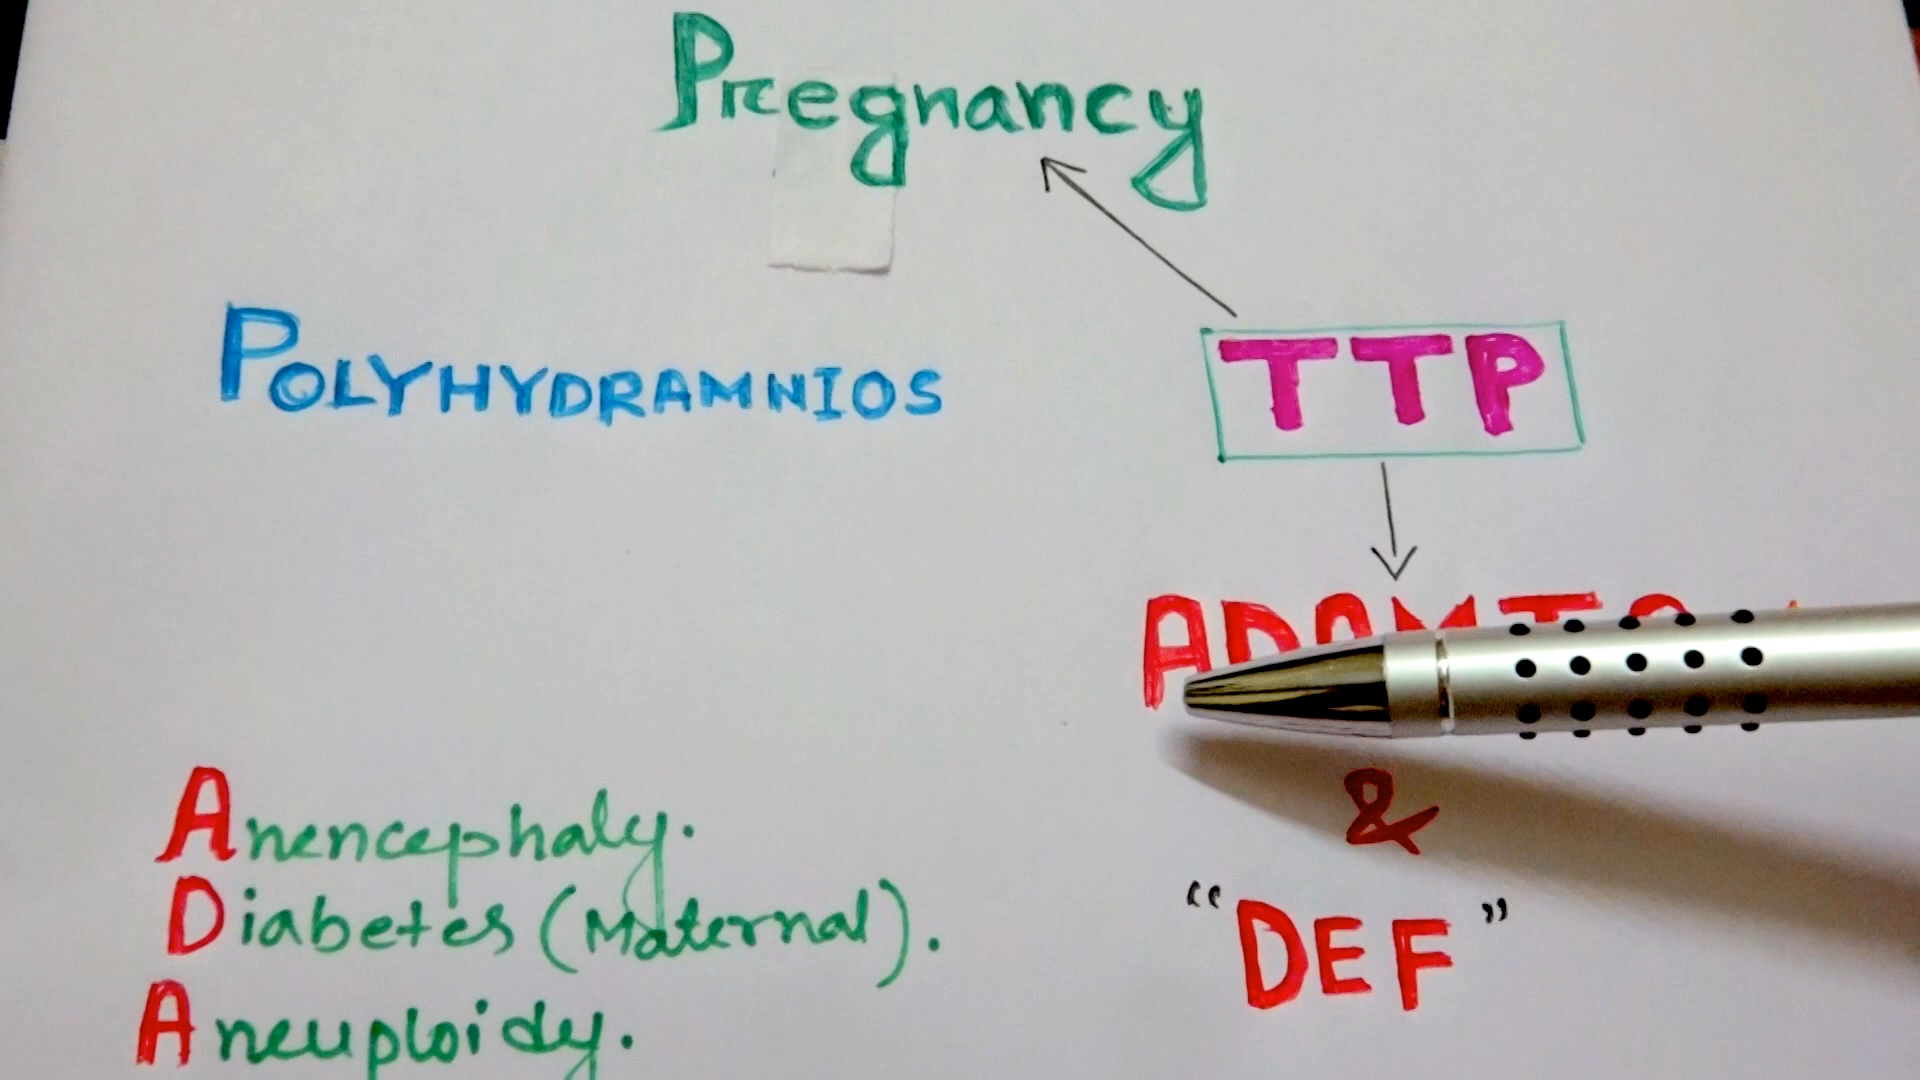 Pregnancy
POLYHYDRAMNIOS
TTP
&
Anencephaly.
"DEF"
Diabetes (Maternal).
Aneuploidy.